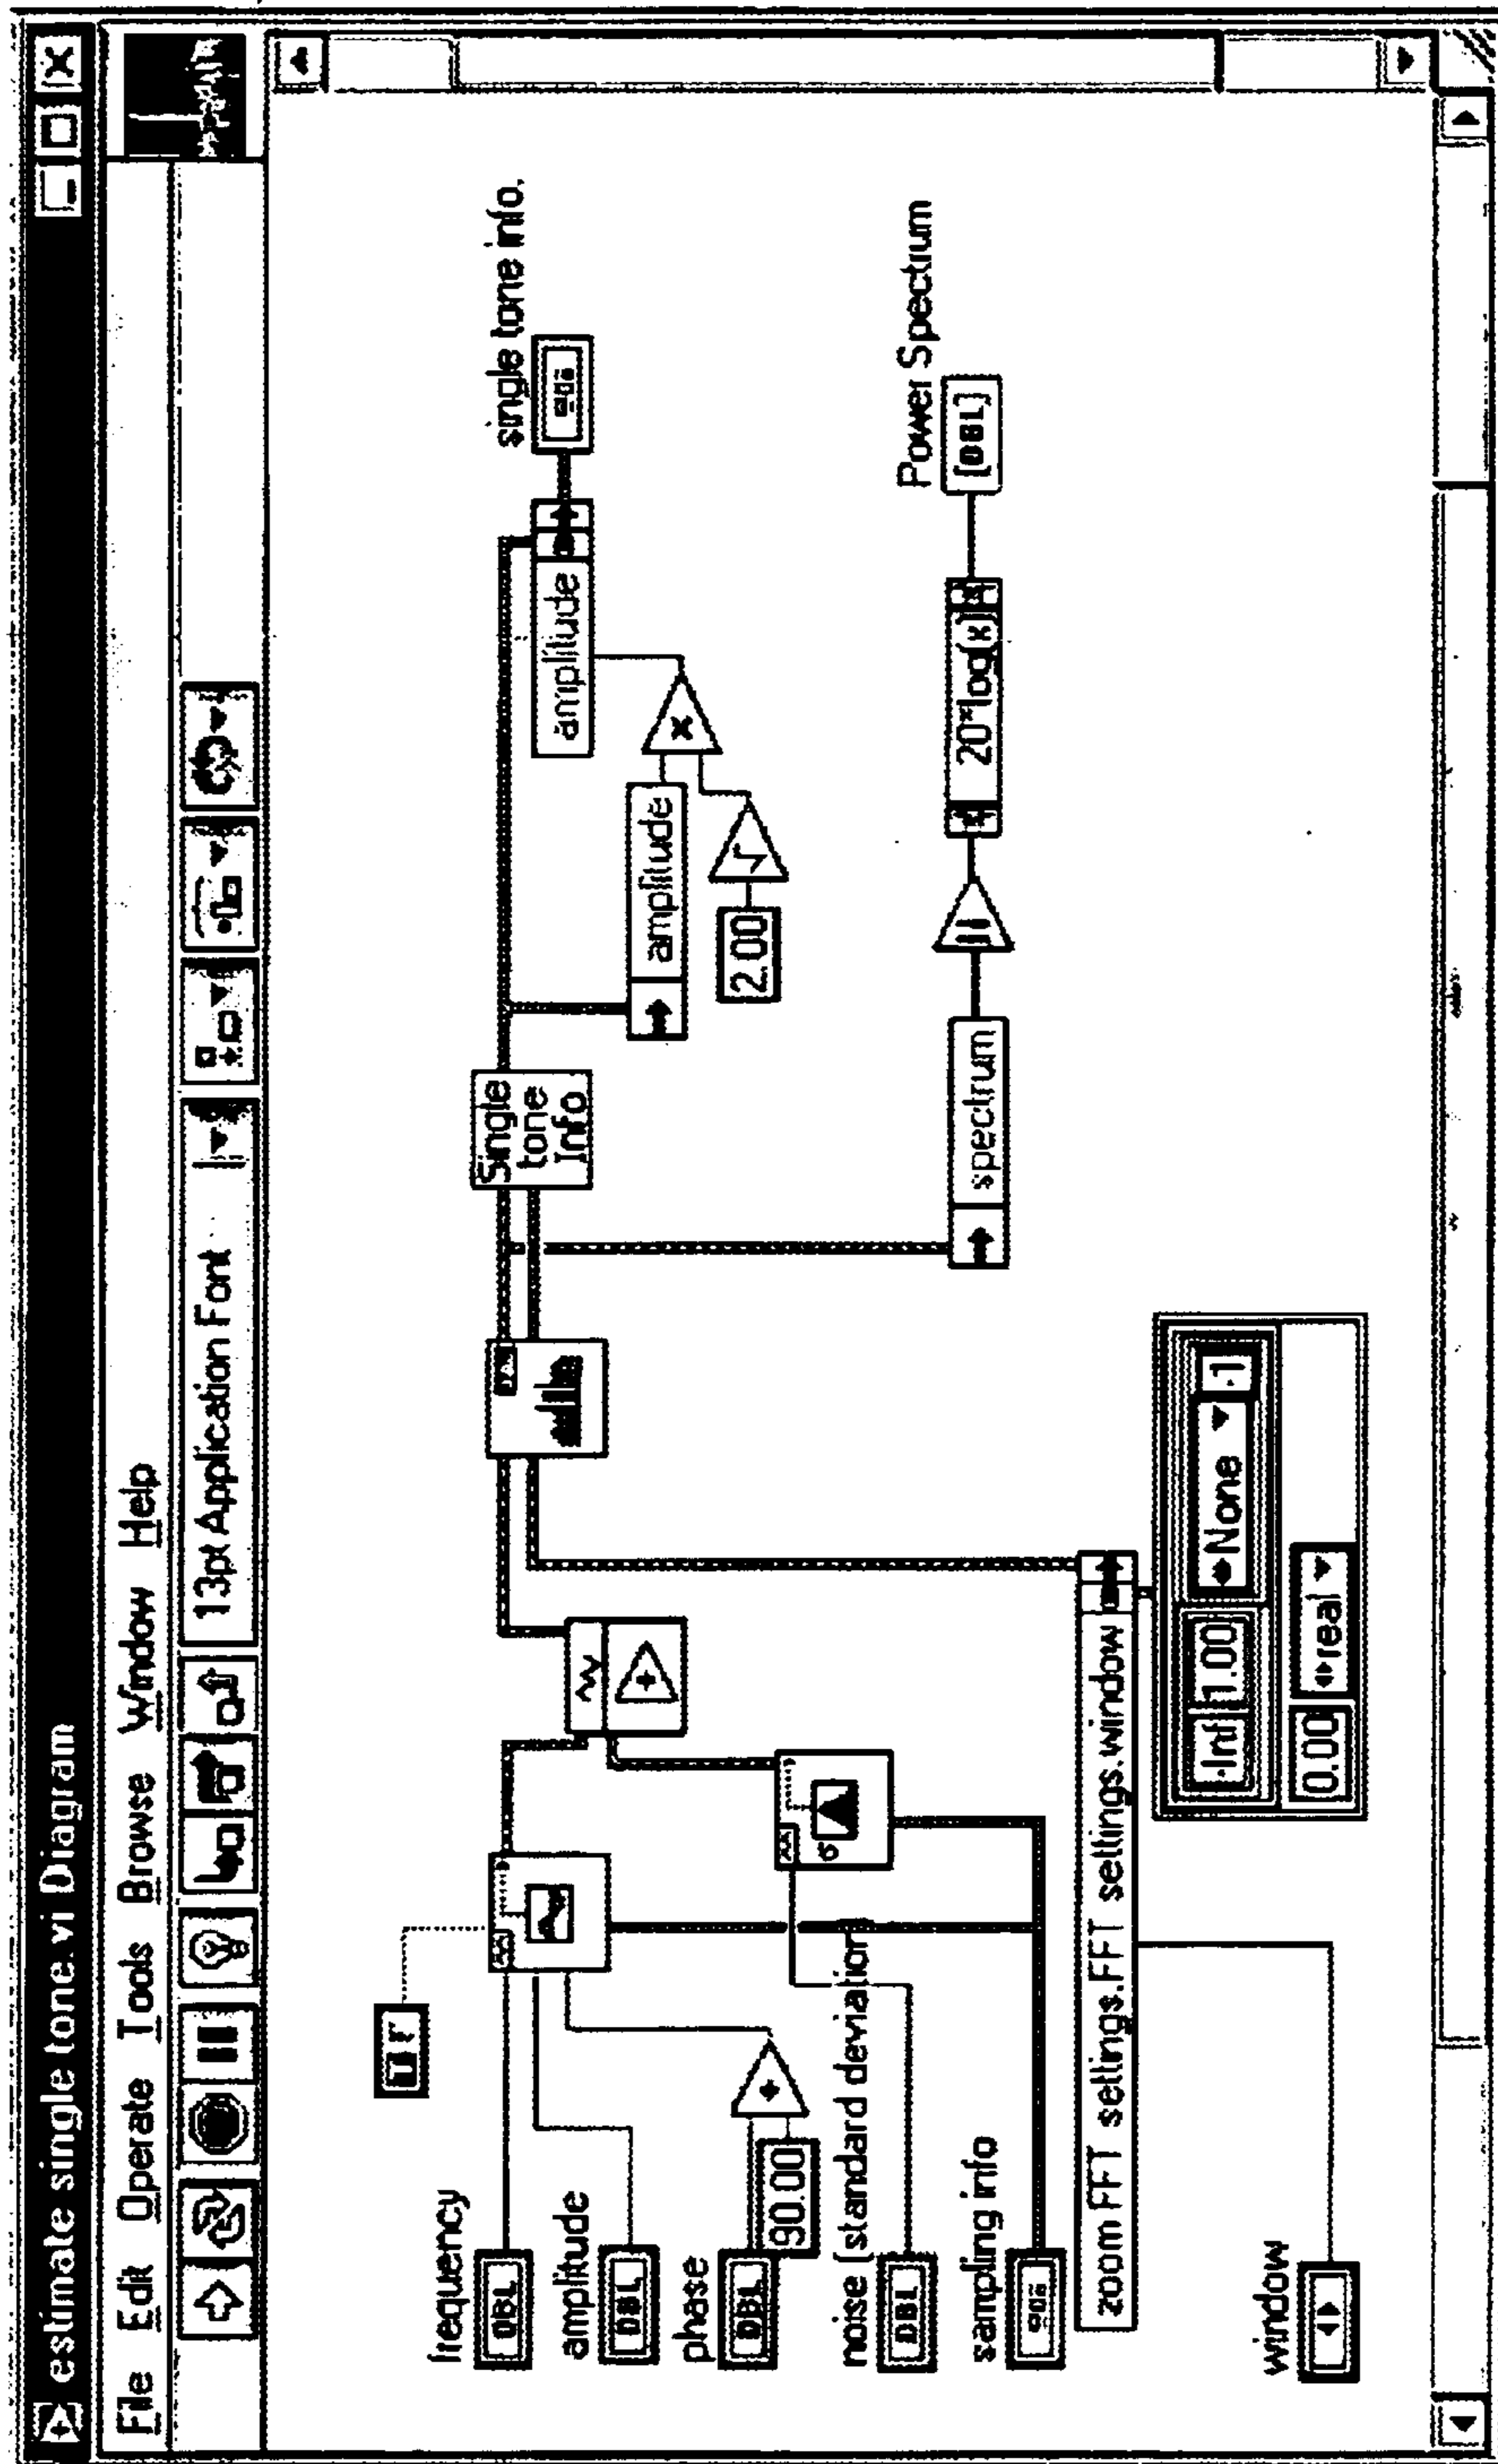 estimate single tone.vi Diagram
File Edit Operate Tools Browse Window Help
13pt Application Font
TF
frequency
DBL
amplitude
DBL
phase
DBL
90.00
noise (standard deviation)
DBL
sampling info
zoom FFT settings.FFT settings.window
window
σ
-Inf 1.00 None -1
0.00 real
Single
tone
Info
amplitude
2.00
amplitude
single tone info.
spectrum
20*log(x)
Power Spectrum
[DBL]